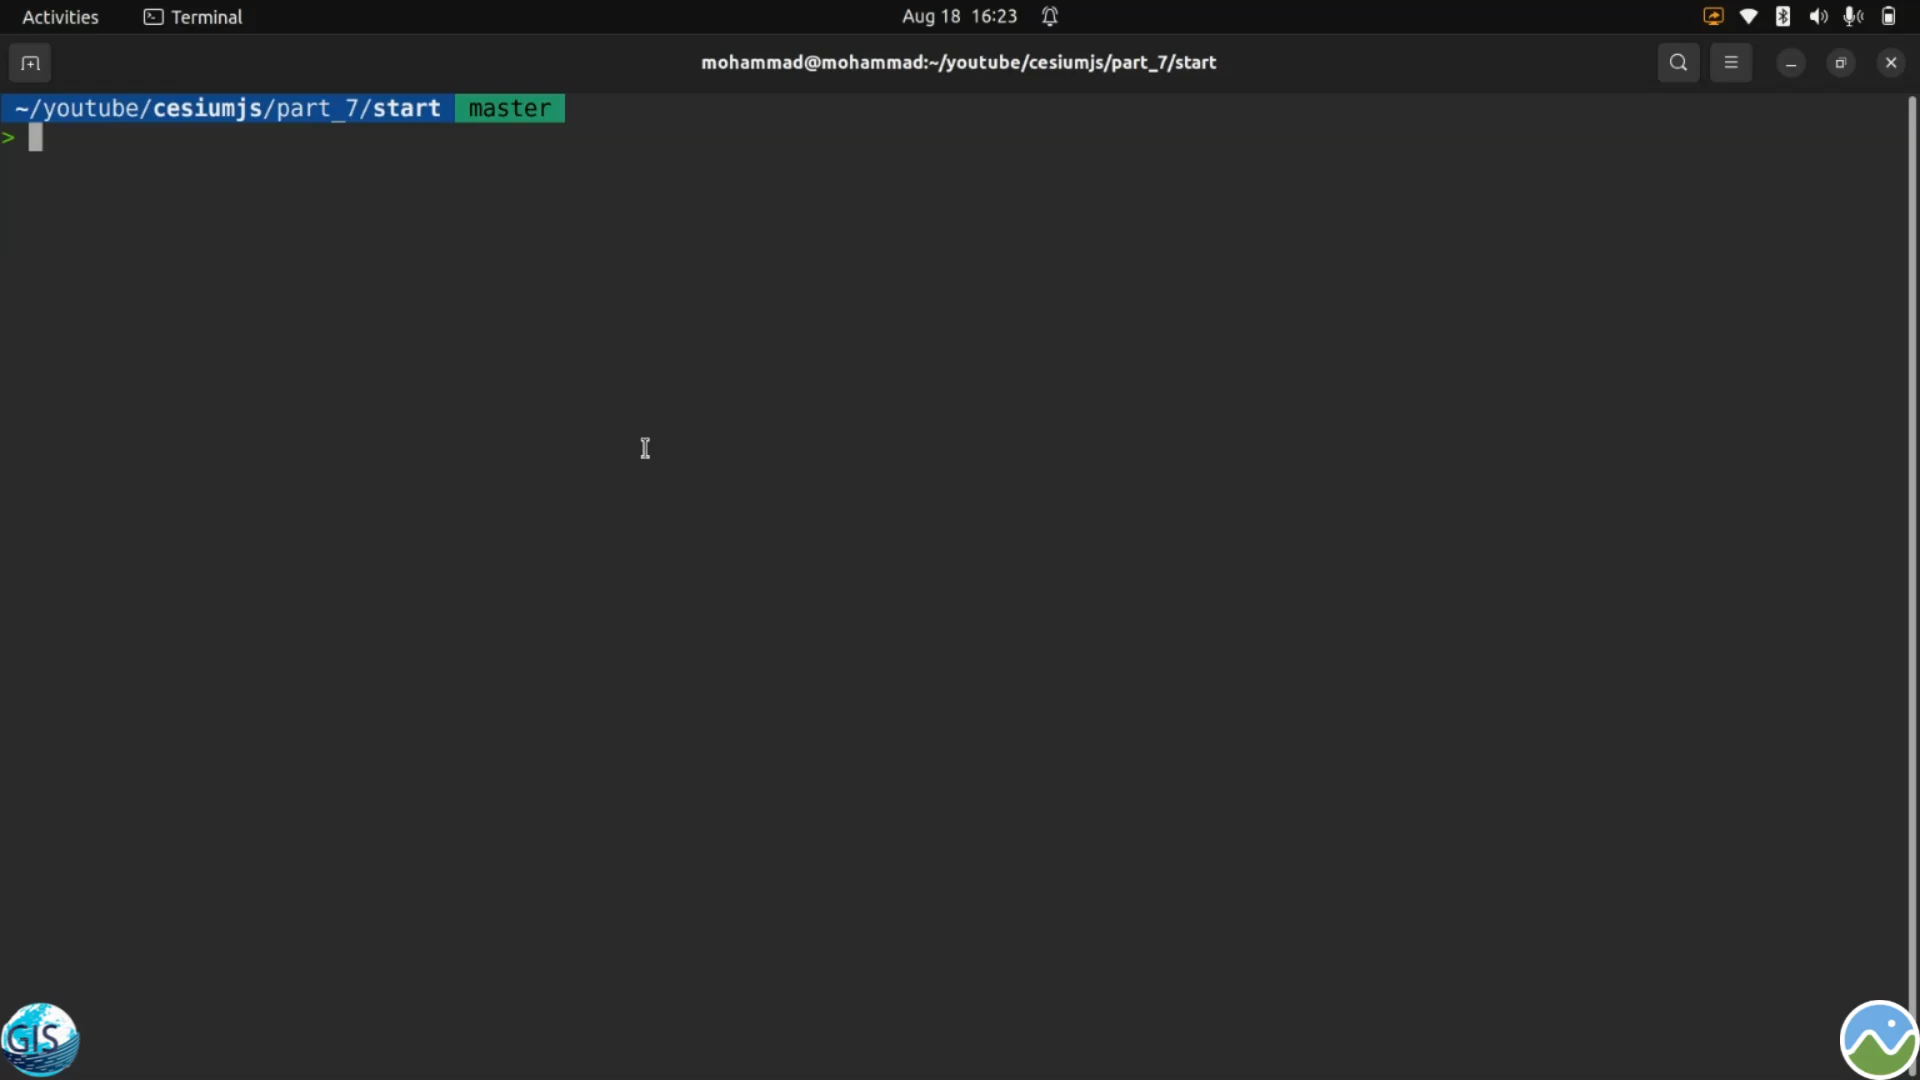 Activities Terminal Aug 18 16:23
mohammad@mohammad:~/youtube/cesiumjs/part_7/start
~/youtube/cesiumjs/part_7/start master
>
GIS